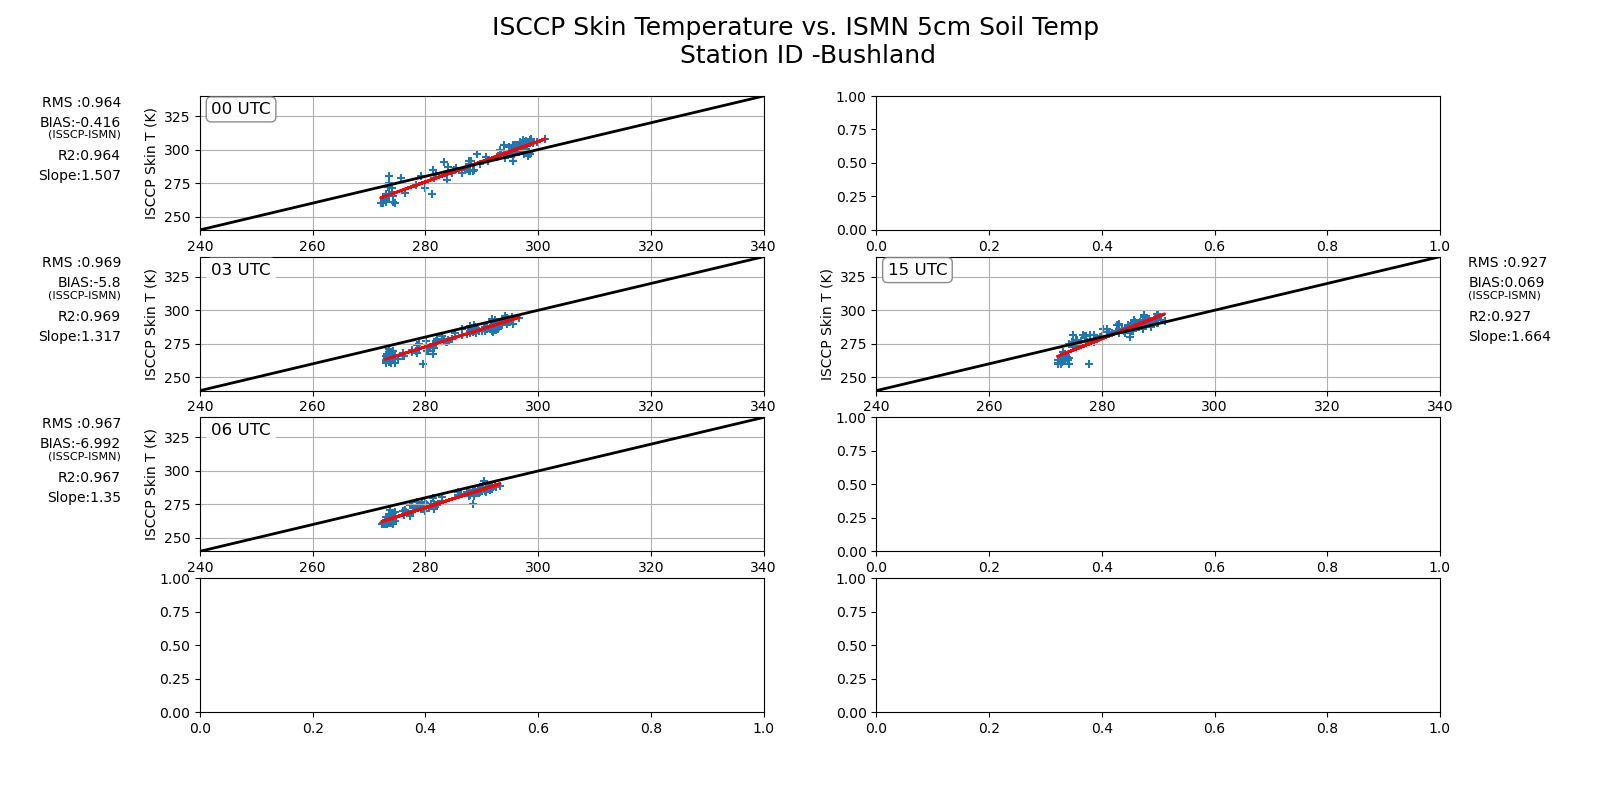 ISCCP Skin Temperature vs. ISMN 5cm Soil Temp
Station ID -Bushland
RMS :0.964
BIAS:-0.416
(ISSCP-ISMN)
R2:0.964
Slope:1.507
ISCCP Skin T (K)
00 UTC
325
300
275
250
240 260 280 300 320 340
1.00
0.75
0.50
0.25
0.00
0.0 0.2 0.4 0.6 0.8 1.0
RMS :0.969
BIAS:-5.8
(ISSCP-ISMN)
R2:0.969
Slope:1.317
ISCCP Skin T (K)
03 UTC
325
300
275
250
240 260 280 300 320 340
ISCCP Skin T (K)
15 UTC
325
300
275
250
240 260 280 300 320 340
RMS :0.927
BIAS:0.069
(ISSCP-ISMN)
R2:0.927
Slope:1.664
RMS :0.967
BIAS:-6.992
(ISSCP-ISMN)
R2:0.967
Slope:1.35
ISCCP Skin T (K)
06 UTC
325
300
275
250
240 260 280 300 320 340
1.00
0.75
0.50
0.25
0.00
0.0 0.2 0.4 0.6 0.8 1.0
1.00
0.75
0.50
0.25
0.00
0.0 0.2 0.4 0.6 0.8 1.0
1.00
0.75
0.50
0.25
0.00
0.0 0.2 0.4 0.6 0.8 1.0